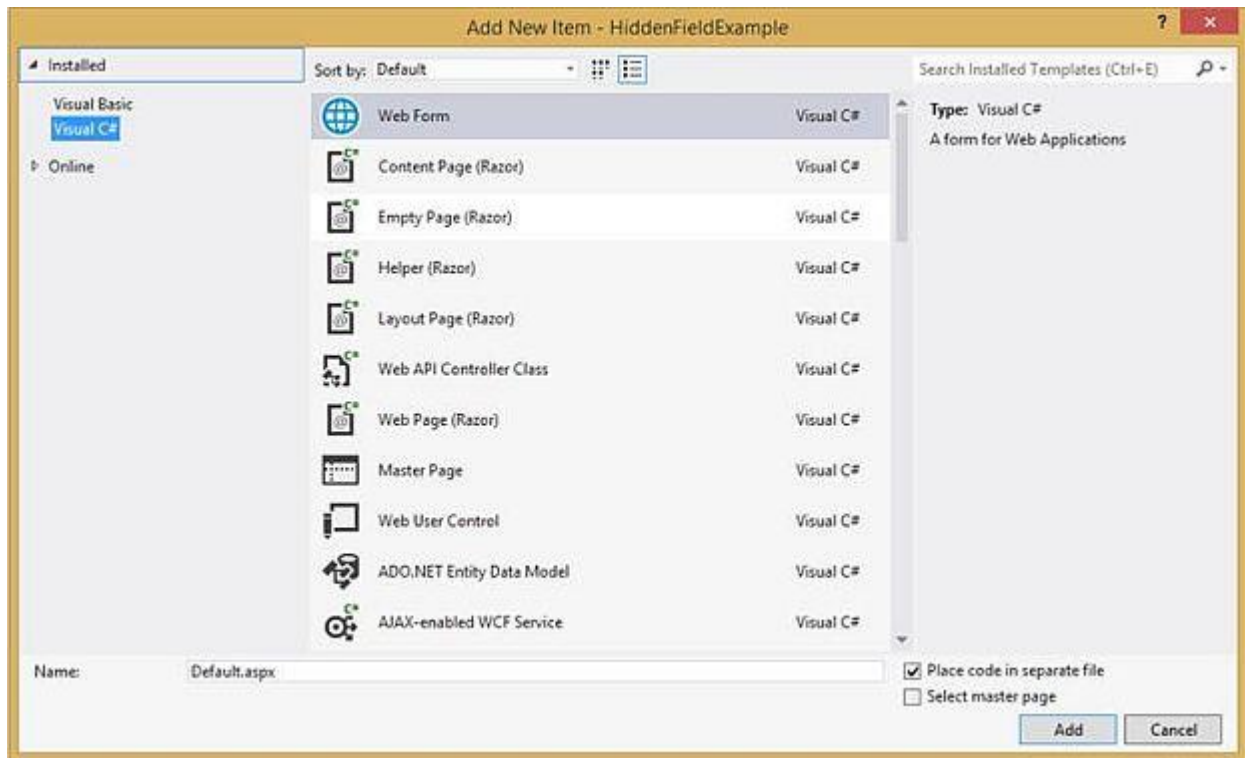 Add New Item - HiddenFieldExample
?
×
Installed
Visual Basic
Visual C#
Online
Sort by: Default
Search Installed Templates (Ctrl+E)
Web Form Visual C#
Content Page (Razor) Visual C#
Empty Page (Razor) Visual C#
Helper (Razor) Visual C#
Layout Page (Razor) Visual C#
Web API Controller Class Visual C#
Web Page (Razor) Visual C#
Master Page Visual C#
Web User Control Visual C#
ADO.NET Entity Data Model Visual C#
AJAX-enabled WCF Service Visual C#
Type: Visual C#
A form for Web Applications
Name: Default.aspx
Place code in separate file
Select master page
Add Cancel